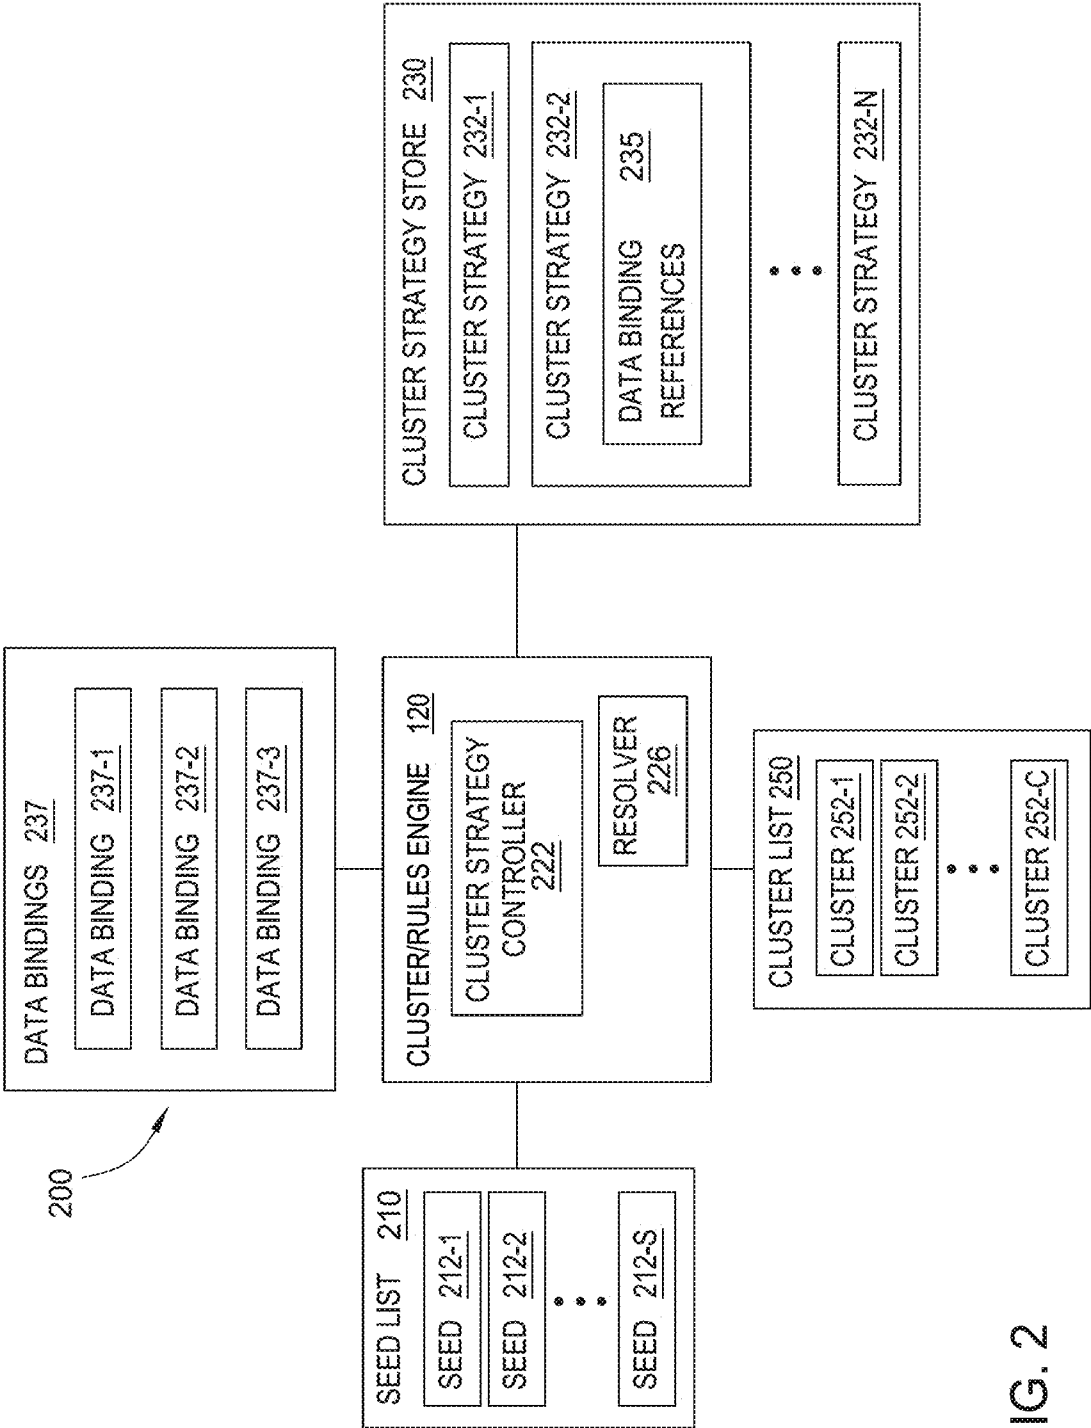 200
DATA BINDINGS 237
DATA BINDING 237-1
DATA BINDING 237-2
DATA BINDING 237-3
SEED LIST 210
SEED 212-1
SEED 212-2
SEED 212-S
CLUSTER/RULES ENGINE 120
CLUSTER STRATEGY
CONTROLLER
222
RESOLVER
226
CLUSTER STRATEGY STORE 230
CLUSTER STRATEGY 232-1
CLUSTER STRATEGY 232-2
DATA BINDING 235
REFERENCES
CLUSTER STRATEGY 232-N
CLUSTER LIST 250
CLUSTER 252-1
CLUSTER 252-2
CLUSTER 252-C
IG. 2